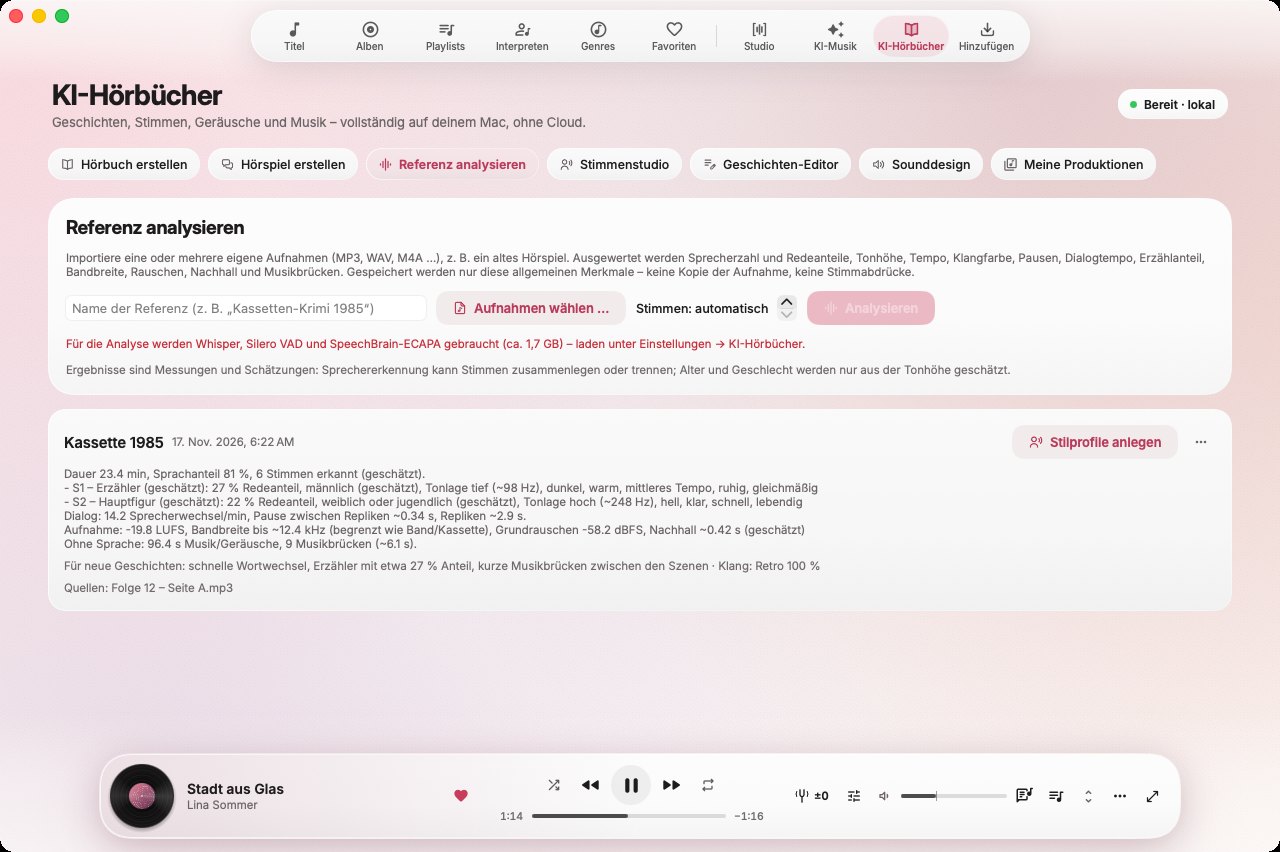 Titel
Alben
Playlists
Interpreten
Genres
Favoriten
Studio
KI-Musik
KI-Hörbücher
Hinzufügen
KI-Hörbücher
Geschichten, Stimmen, Geräusche und Musik – vollständig auf deinem Mac, ohne Cloud.
Bereit · lokal
Hörbuch erstellen
Hörspiel erstellen
Referenz analysieren
Stimmenstudio
Geschichten-Editor
Sounddesign
Meine Produktionen
Referenz analysieren
Importiere eine oder mehrere eigene Aufnahmen (MP3, WAV, M4A ...), z. B. ein altes Hörspiel. Ausgewertet werden Sprecherzahl und Redeanteile, Tonhöhe, Tempo, Klangfarbe, Pausen, Dialogtempo, Erzählanteil,
Bandbreite, Rauschen, Nachhall und Musikbrücken. Gespeichert werden nur diese allgemeinen Merkmale – keine Kopie der Aufnahme, keine Stimmabdrücke.
Name der Referenz (z. B. „Kassetten-Krimi 1985“)
Aufnahmen wählen ...
Stimmen: automatisch
Analysieren
Für die Analyse werden Whisper, Silero VAD und SpeechBrain-ECAPA gebraucht (ca. 1,7 GB) – laden unter Einstellungen → KI-Hörbücher.
Ergebnisse sind Messungen und Schätzungen: Sprechererkennung kann Stimmen zusammenlegen oder trennen; Alter und Geschlecht werden nur aus der Tonhöhe geschätzt.
Kassette 1985 17. Nov. 2026, 6:22 AM
Stilprofile anlegen
Dauer 23.4 min, Sprachanteil 81 %, 6 Stimmen erkannt (geschätzt).
- S1 – Erzähler (geschätzt): 27 % Redeanteil, männlich (geschätzt), Tonlage tief (~98 Hz), dunkel, warm, mittleres Tempo, ruhig, gleichmäßig
- S2 – Hauptfigur (geschätzt): 22 % Redeanteil, weiblich oder jugendlich (geschätzt), Tonlage hoch (~248 Hz), hell, klar, schnell, lebendig
Dialog: 14.2 Sprecherwechsel/min, Pause zwischen Repliken ~0.34 s, Repliken ~2.9 s.
Aufnahme: -19.8 LUFS, Bandbreite bis ~12.4 kHz (begrenzt wie Band/Kassette), Grundrauschen -58.2 dBFS, Nachhall ~0.42 s (geschätzt)
Ohne Sprache: 96.4 s Musik/Geräusche, 9 Musikbrücken (~6.1 s).
Für neue Geschichten: schnelle Wortwechsel, Erzähler mit etwa 27 % Anteil, kurze Musikbrücken zwischen den Szenen · Klang: Retro 100 %
Quellen: Folge 12 – Seite A.mp3
Stadt aus Glas
Lina Sommer
1:14
−1:16
±0